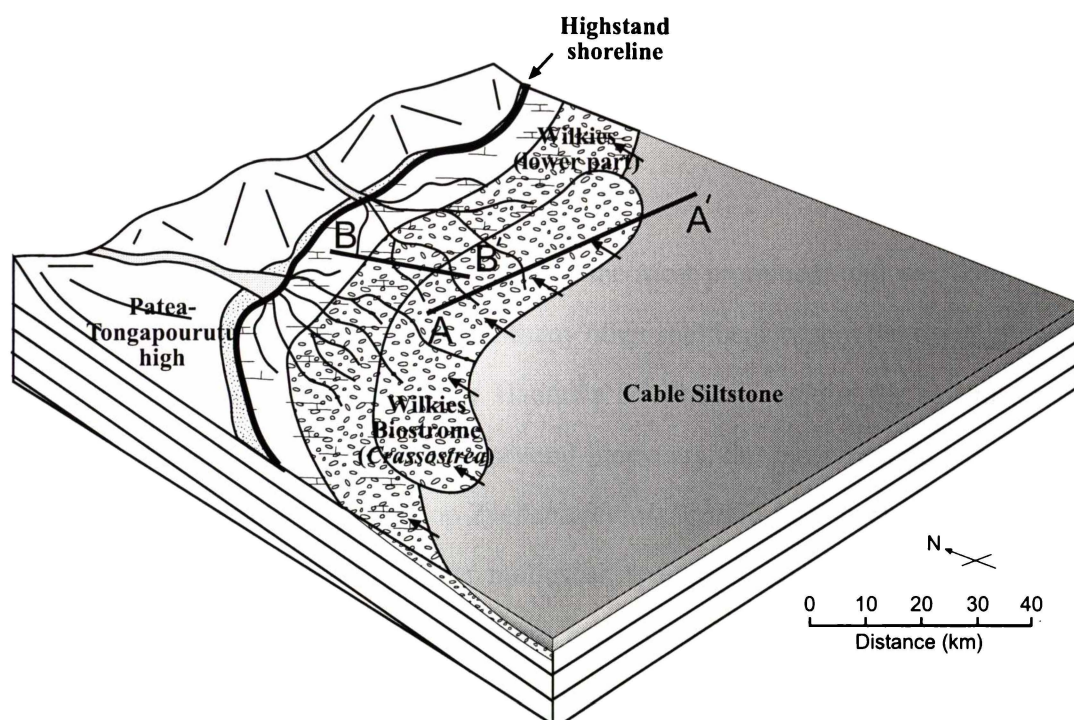 Highstand
shoreline
Wilkies
(lower part)
A'
B
B'
A
Patea-
Tongapourutu
high
Wilkies
Biostrome
(Crassostrea)
Cable Siltstone
N
0 10 20 30 40
Distance (km)